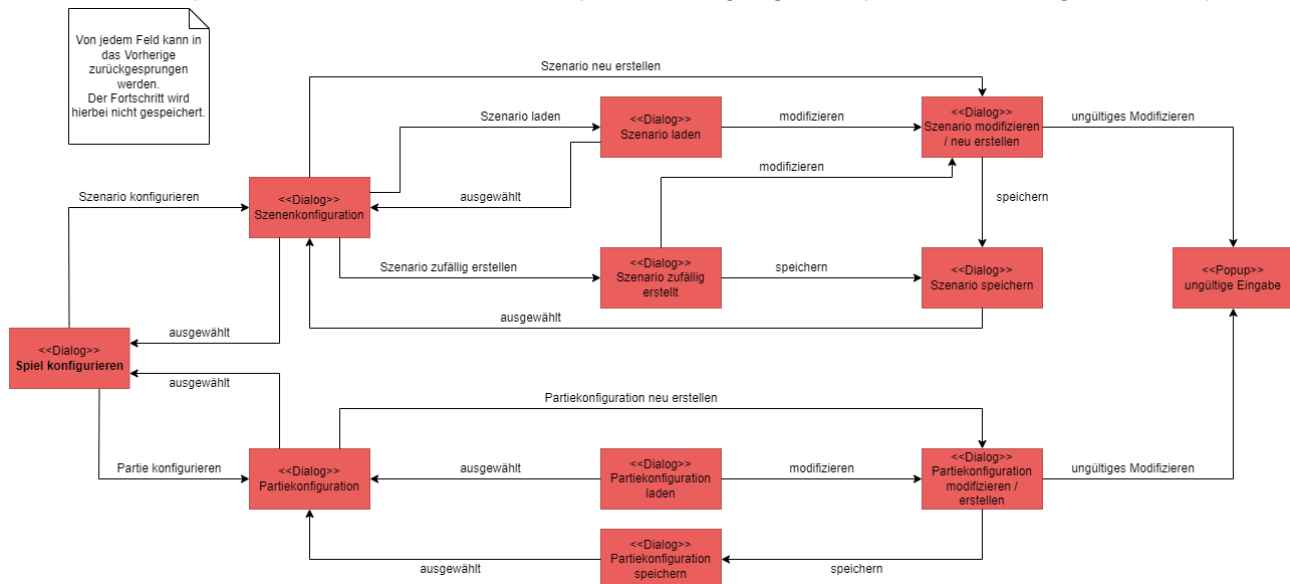 Von jedem Feld kann in
das Vorherige
zurückgesprungen
werden.
Der Fortschritt wird
hierbei nicht gespeichert.
Szenario neu erstellen
Szenario laden
<<Dialog>>
Szenario laden
modifizieren
<<Dialog>>
Szenario modifizieren
/ neu erstellen
ungültiges Modifizieren
modifizieren
Szenario konfigurieren
<<Dialog>>
Szenenkonfiguration
ausgewählt
speichern
Szenario zufällig erstellen
<<Dialog>>
Szenario zufällig
erstellt
speichern
<<Dialog>>
Szenario speichern
<<Popup>>
ungültige Eingabe
ausgewählt
ausgewählt
<<Dialog>>
Spiel konfigurieren
ausgewählt
Partiekonfiguration neu erstellen
Partie konfigurieren
<<Dialog>>
Partiekonfiguration
ausgewählt
<<Dialog>>
Partiekonfiguration
laden
modifizieren
<<Dialog>>
Partiekonfiguration
modifizieren /
erstellen
ungültiges Modifizieren
<<Dialog>>
Partiekonfiguration
speichern
ausgewählt
speichern